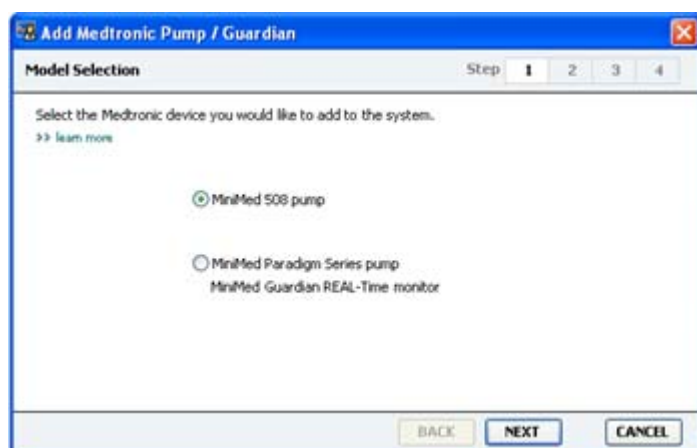 Add Medtronic Pump / Guardian
Model Selection Step 1 2 3 4
Select the Medtronic device you would like to add to the system.
>> learn more
MiniMed 508 pump
MiniMed Paradigm Series pump
MiniMed Guardian REAL-Time monitor
BACK NEXT CANCEL